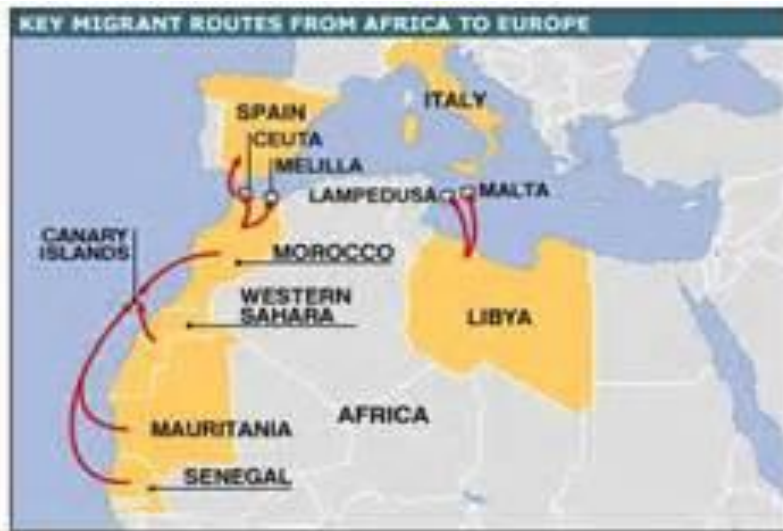 KEY MIGRANT ROUTES FROM AFRICA TO EUROPE
ITALY
SPAIN
CEUTA
MELILLA
LAMPEDUSA
MALTA
CANARY
ISLANDS
MOROCCO
WESTERN
SAHARA
LIBYA
AFRICA
MAURITANIA
SENEGAL